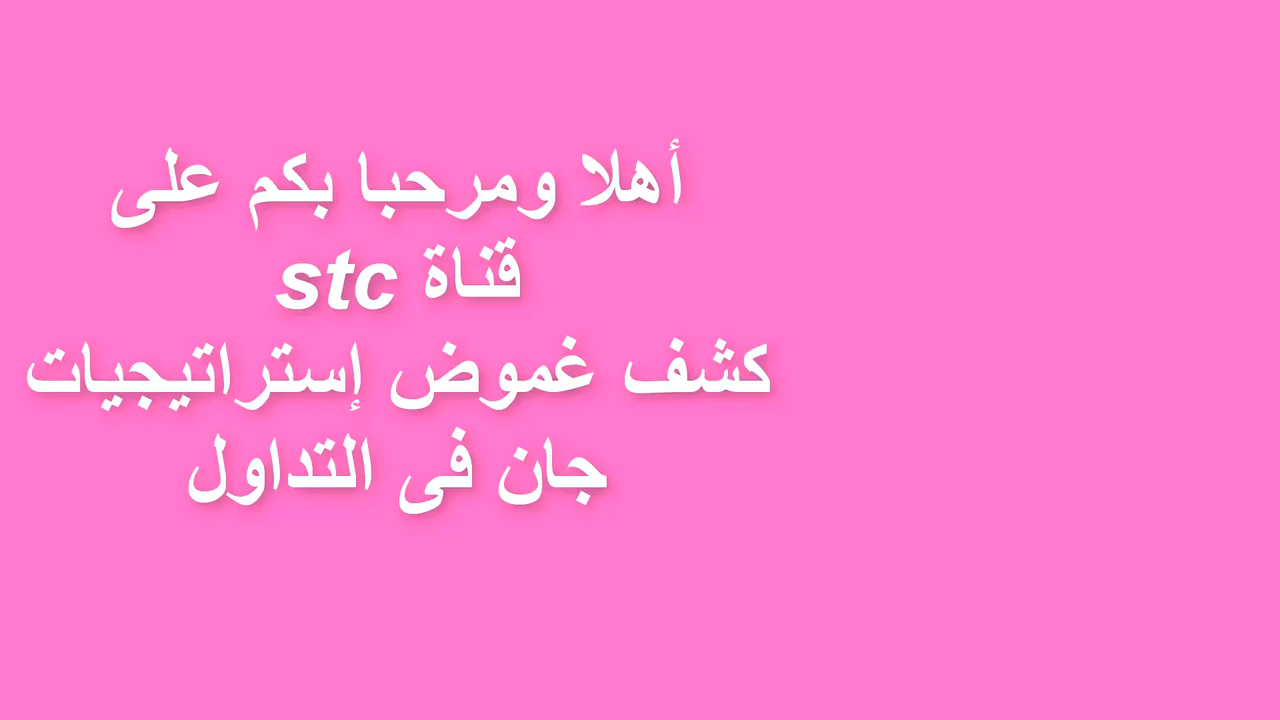 أهلا ومرحبا بكم على
قناة stc
كشف غموض إستراتيجيات
جان فى التداول